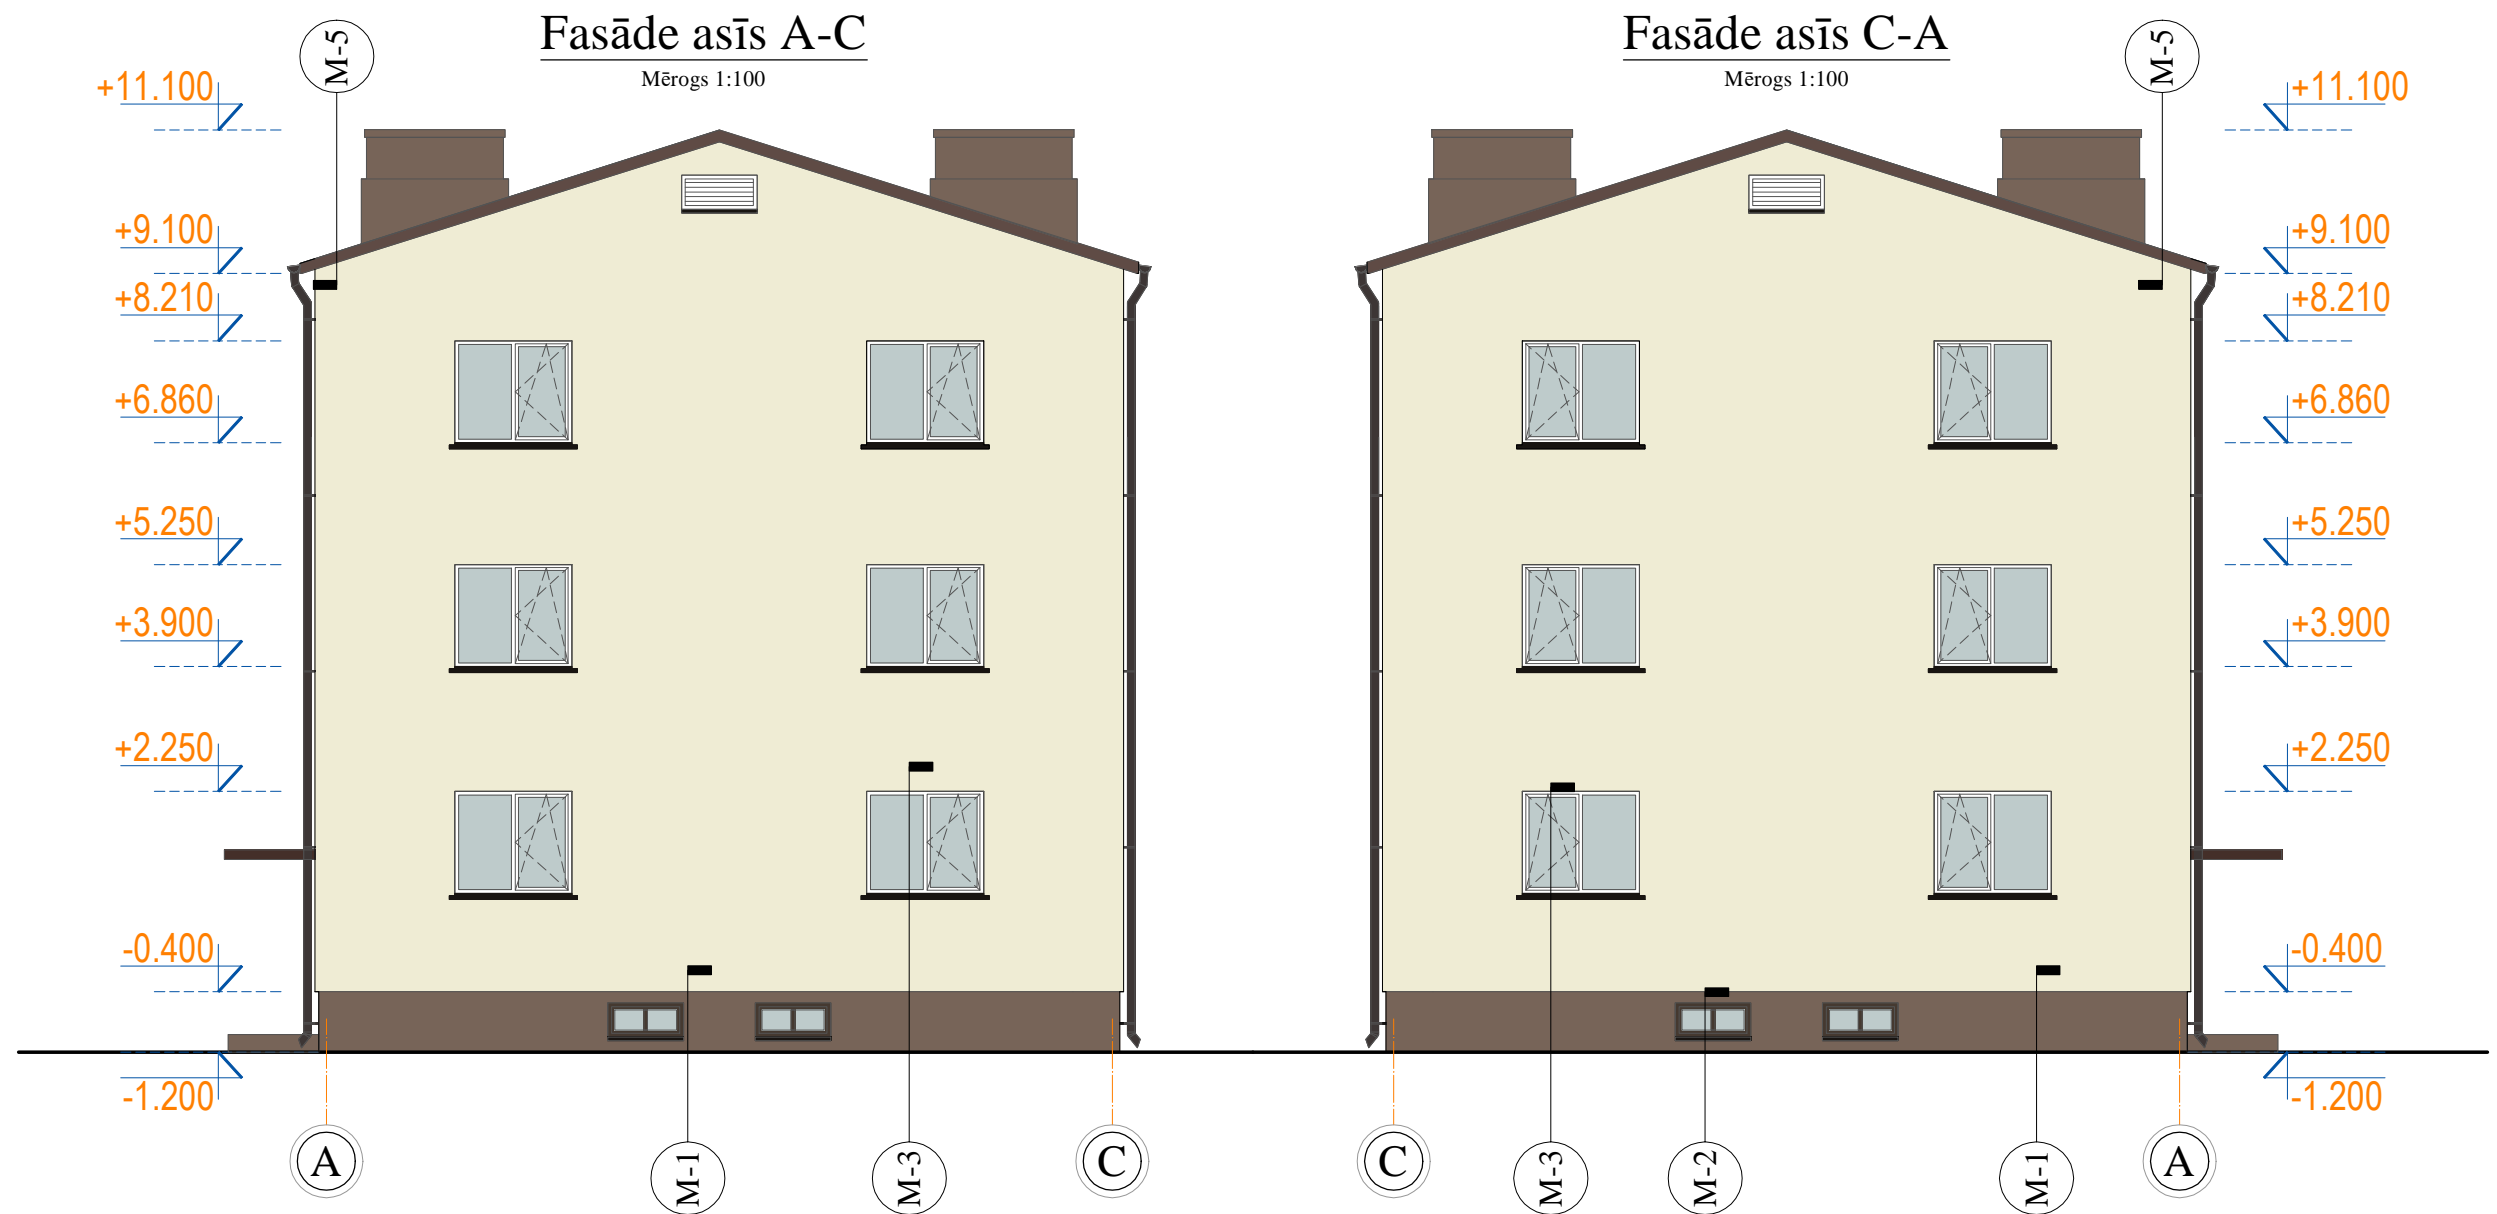 Fasāde asīs A-C
Mērogs 1:100
M-5
+11.100
+9.100
+8.210
+6.860
+5.250
+3.900
+2.250
-0.400
-1.200
A
M-1
M-3
C
Fasāde asīs C-A
Mērogs 1:100
M-5
+11.100
+9.100
+8.210
+6.860
+5.250
+3.900
+2.250
-0.400
-1.200
C
M-3
M-2
M-1
A